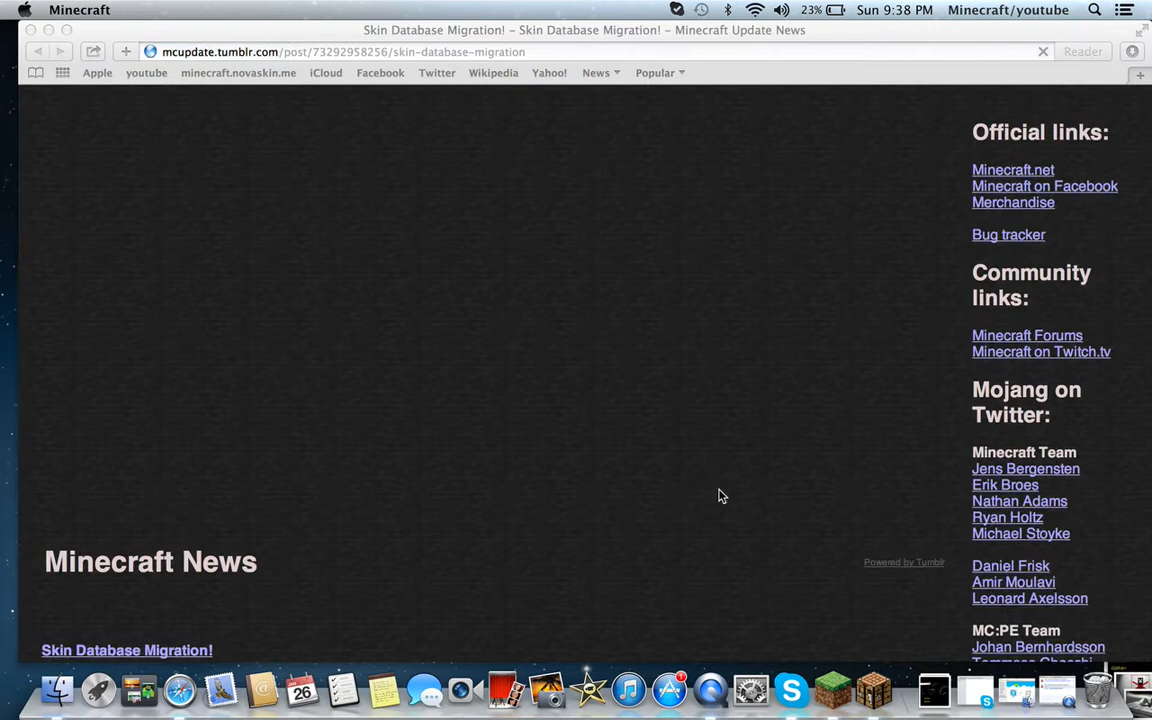 Minecraft
23%
Sun 9:38 PM
Minecraft/youtube
Skin Database Migration! – Skin Database Migration! – Minecraft Update News
mcupdate.tumblr.com/post/73292958256/skin-database-migration
Reader
Apple
youtube
minecraft.novaskin.me
iCloud
Facebook
Twitter
Wikipedia
Yahoo!
News
Popular
Official links:
Minecraft.net
Minecraft on Facebook
Merchandise
Bug tracker
Community
links:
Minecraft Forums
Minecraft on Twitch.tv
Mojang on
Twitter:
Minecraft Team
Jens Bergensten
Erik Broes
Nathan Adams
Ryan Holtz
Michael Stoyke
Daniel Frisk
Amir Moulavi
Leonard Axelsson
MC:PE Team
Johan Bernhardsson
Minecraft News
Powered by Tumblr
Skin Database Migration!
JAN
26
1